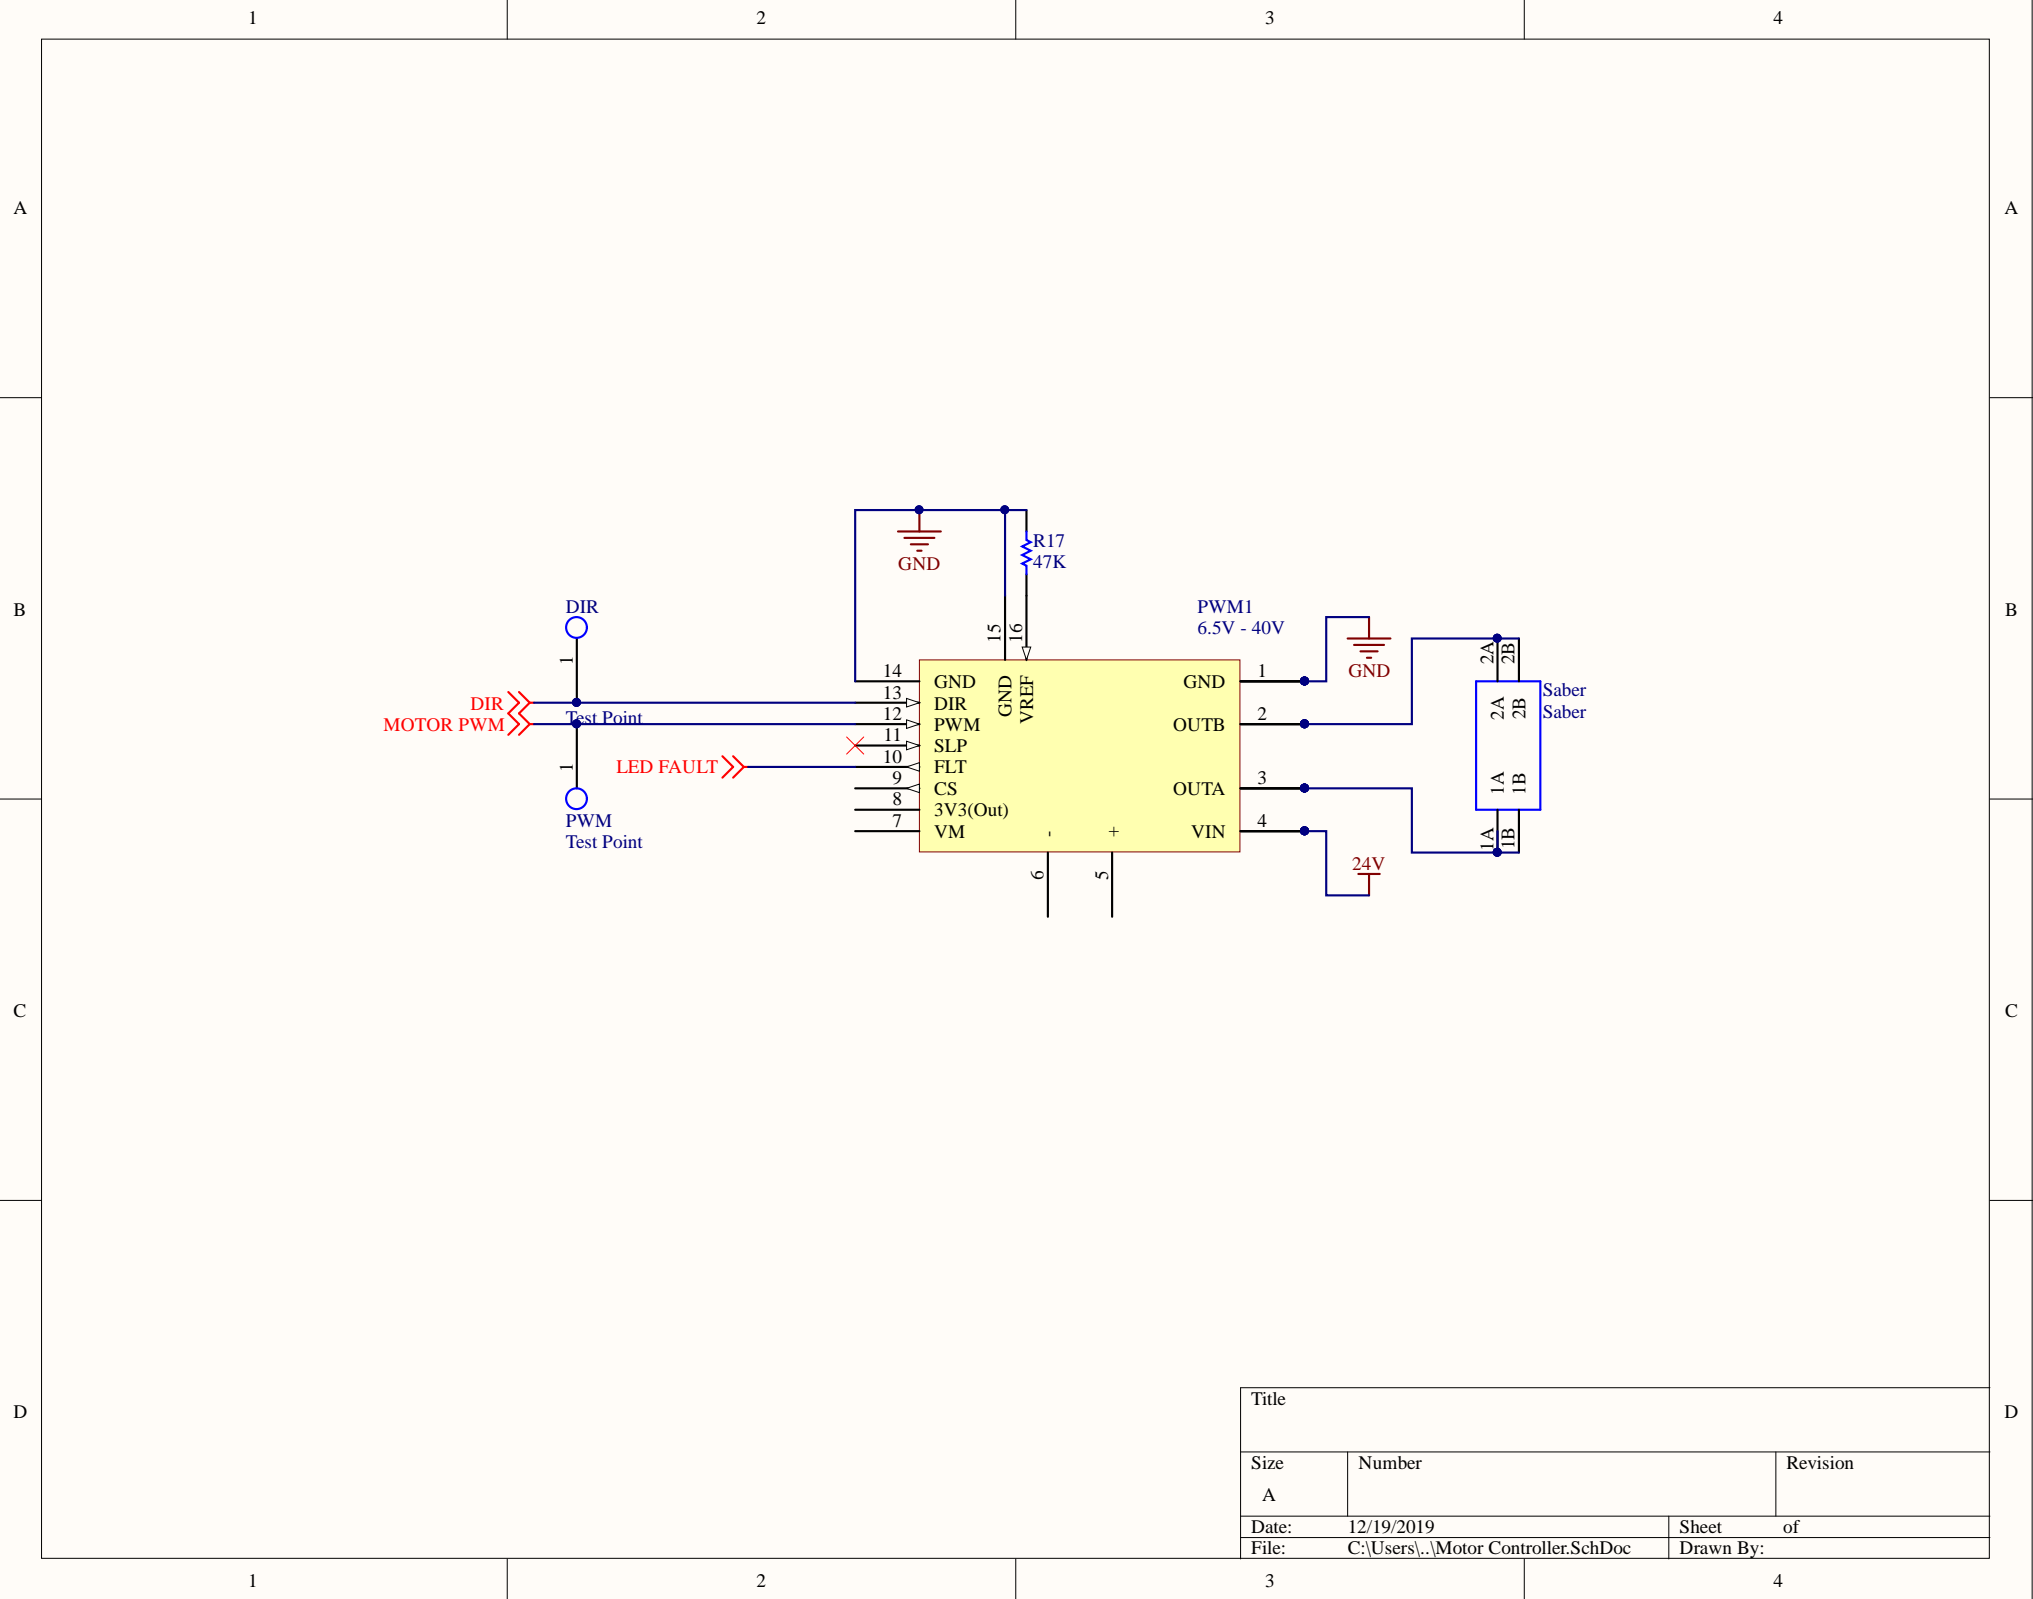 1 2 3 4
A A
B B
C C
D D
R17
47K
GND
DIR
1
PWM1
6.5V - 40V
15
16
GND
2A
2B
14
GND
GND
VREF
GND
1
Saber
Saber
DIR
13
DIR
2A
2B
Test Point
MOTOR PWM
12
PWM
OUTB
2
11
SLP
LED FAULT
10
FLT
1
9
CS
OUTA
3
1A
1B
8
3V3(Out)
PWM
Test Point
7
VM
-
+
VIN
4
1A
1B
24V
6
5
Title
Size
A
Number
Revision
Date: 12/19/2019
Sheet of
File: C:\Users\..\Motor Controller.SchDoc
Drawn By:
1 2 3 4